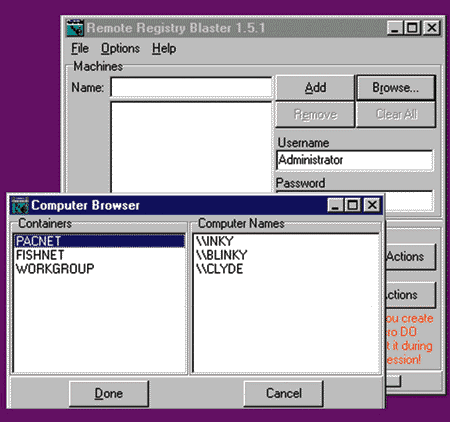 Remote Registry Blaster 1.5.1
File Options Help
Machines
Name:
Add Browse...
Remove Clear All
Username
Administrator
Password
Computer Browser
Containers Computer Names
PACNET \\INKY
FISHNET \\BLINKY
WORKGROUP \\CLYDE
Actions
ctions
ou create
ro DO
t it during
ession!
Done Cancel